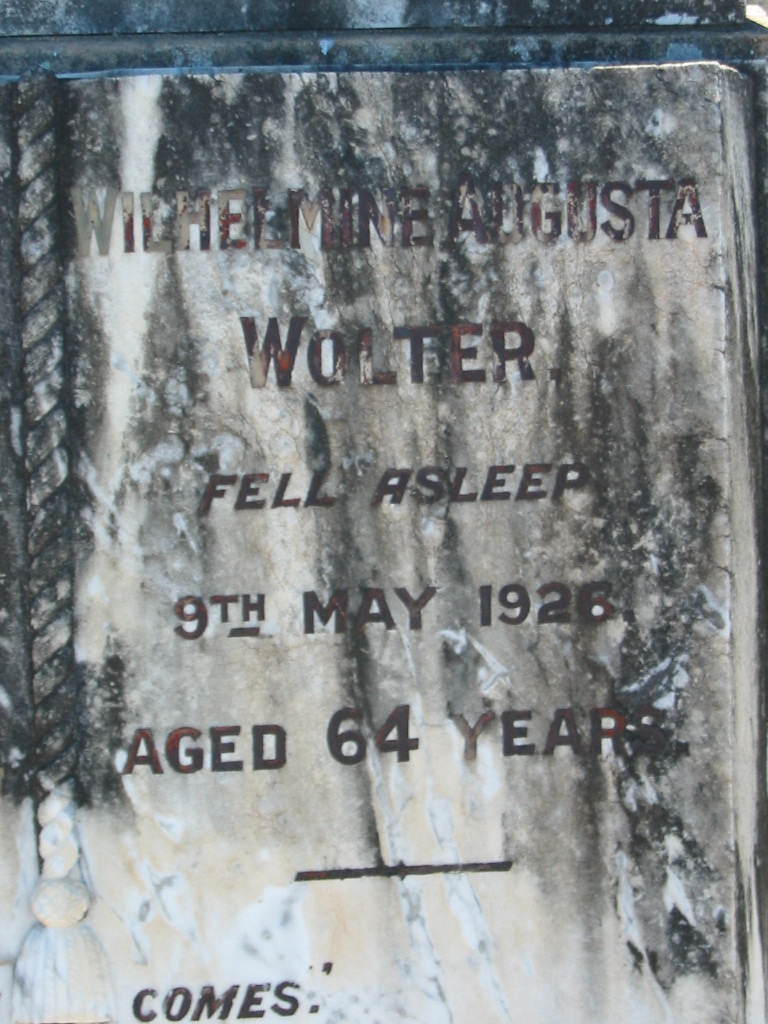 WILHELMINE AUGUSTA
WOLTER.
FELL ASLEEP
9TH MAY 1926.
AGED 64 YEARS.
COMES."